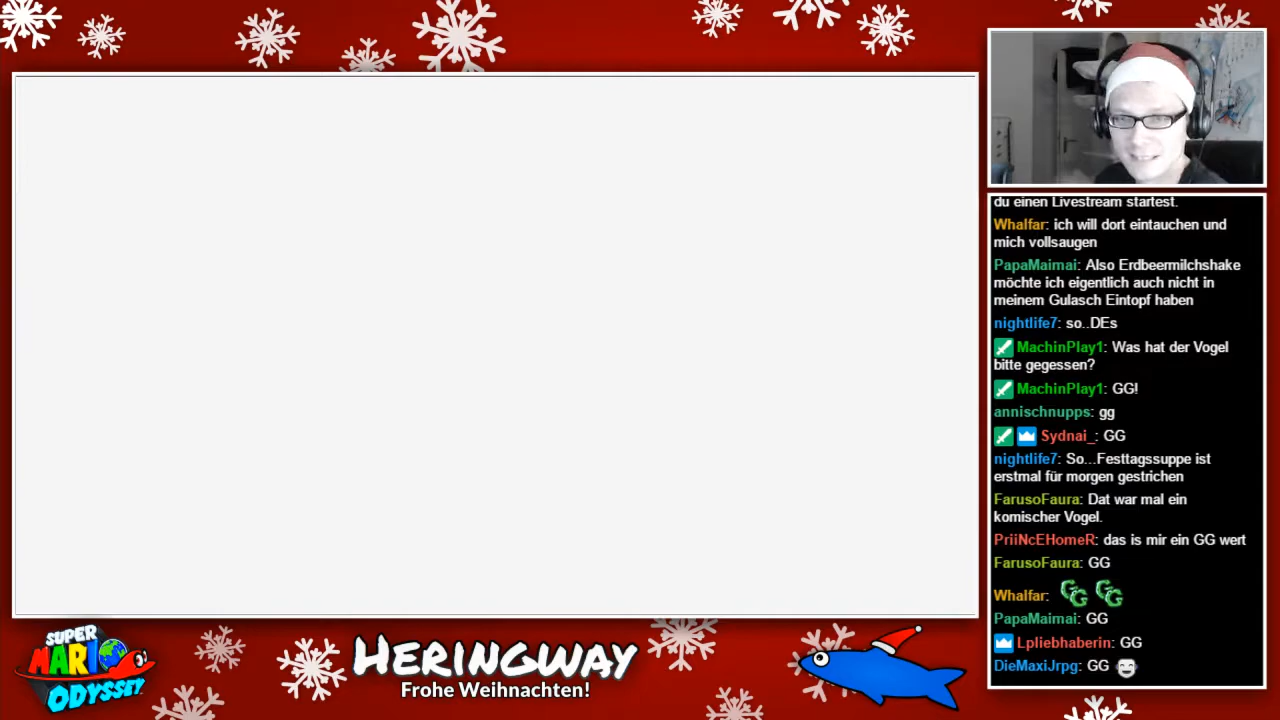 du einen Livestream startest.
Whalfar: ich will dort eintauchen und
mich vollsaugen
PapaMaimai: Also Erdbeermilchshake
möchte ich eigentlich auch nicht in
meinem Gulasch Eintopf haben
nightlife7: so..DEs
MachinPlay1: Was hat der Vogel
bitte gegessen?
MachinPlay1: GG!
annischnupps: gg
Sydnai_: GG
nightlife7: So...Festtagssuppe ist
erstmal für morgen gestrichen
FarusoFaura: Dat war mal ein
komischer Vogel.
PriiNcEHomeR: das is mir ein GG wert
FarusoFaura: GG
Whalfar: GG GG
PapaMaimai: GG
Lpliebhaberin: GG
DieMaxiJrpg: GG
SUPER
MARIO
ODYSSEY
HERINGWAY
Frohe Weihnachten!